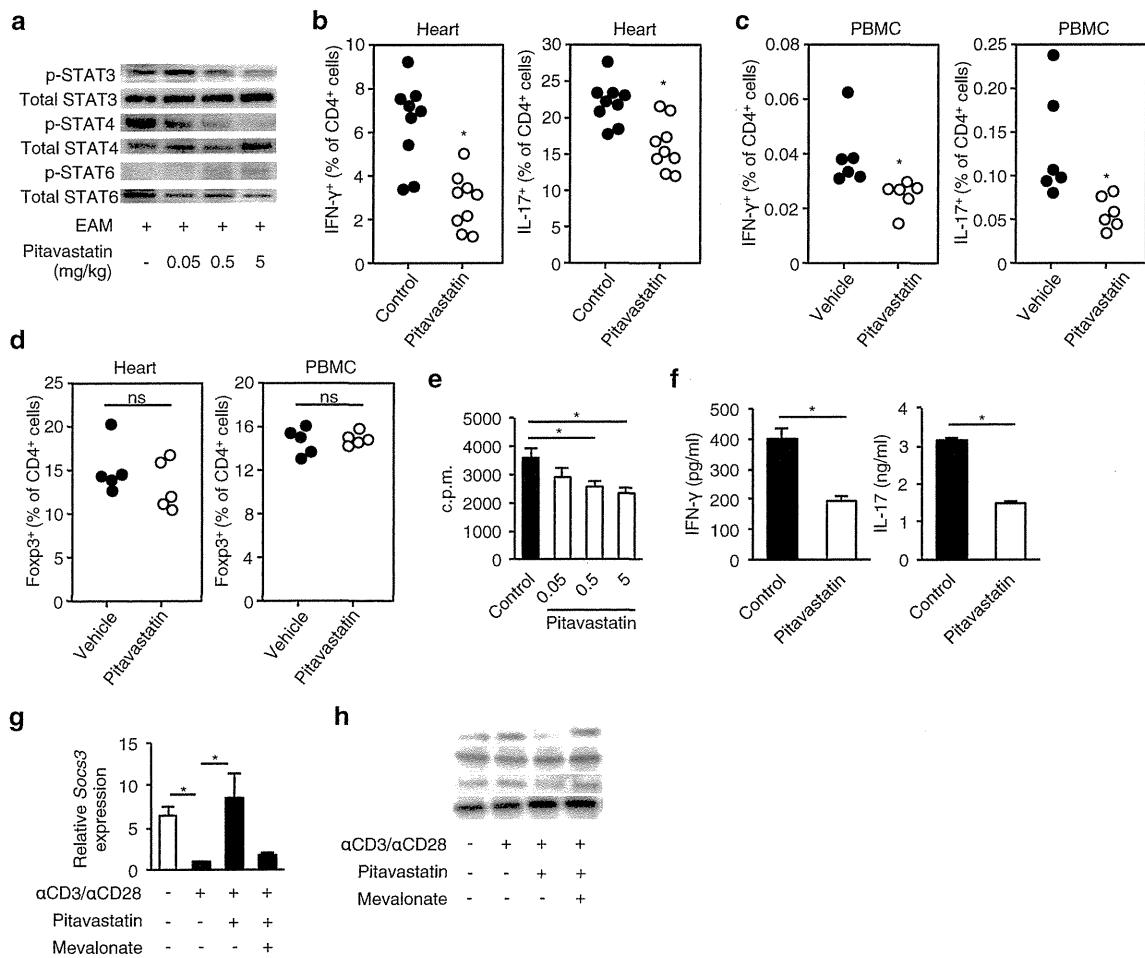 a
p-STAT3
Total STAT3
p-STAT4
Total STAT4
p-STAT6
Total STAT6
EAM + + + +
Pitavastatin - 0.05 0.5 5
(mg/kg)
b
Heart
IFN-γ⁺ (% of CD4⁺ cells)
10
8
6
4
2
0
*
Control
Pitavastatin
Heart
IL-17⁺ (% of CD4⁺ cells)
30
25
20
15
10
5
0
*
Control
Pitavastatin
c
PBMC
IFN-γ⁺ (% of CD4⁺ cells)
0.08
0.06
0.04
0.02
0
*
Vehicle
Pitavastatin
PBMC
IL-17⁺ (% of CD4⁺ cells)
0.25
0.20
0.15
0.10
0.05
0
*
Vehicle
Pitavastatin
d
Heart
Foxp3⁺ (% of CD4⁺ cells)
25
20
15
10
5
0
ns
Vehicle
Pitavastatin
PBMC
Foxp3⁺ (% of CD4⁺ cells)
20
16
12
8
4
0
ns
Vehicle
Pitavastatin
e
c.p.m.
5000
4000
3000
2000
1000
0
*
*
Control
0.05
0.5
5
Pitavastatin
f
IFN-γ (pg/ml)
500
400
300
200
100
0
*
Control
Pitavastatin
IL-17 (ng/ml)
4
3
2
1
0
*
Control
Pitavastatin
g
Relative Socs3
expression
15
10
5
0
*
*
αCD3/αCD28 - + + +
Pitavastatin - - + +
Mevalonate - - - +
h
αCD3/αCD28 - + + +
Pitavastatin - - + +
Mevalonate - - - +